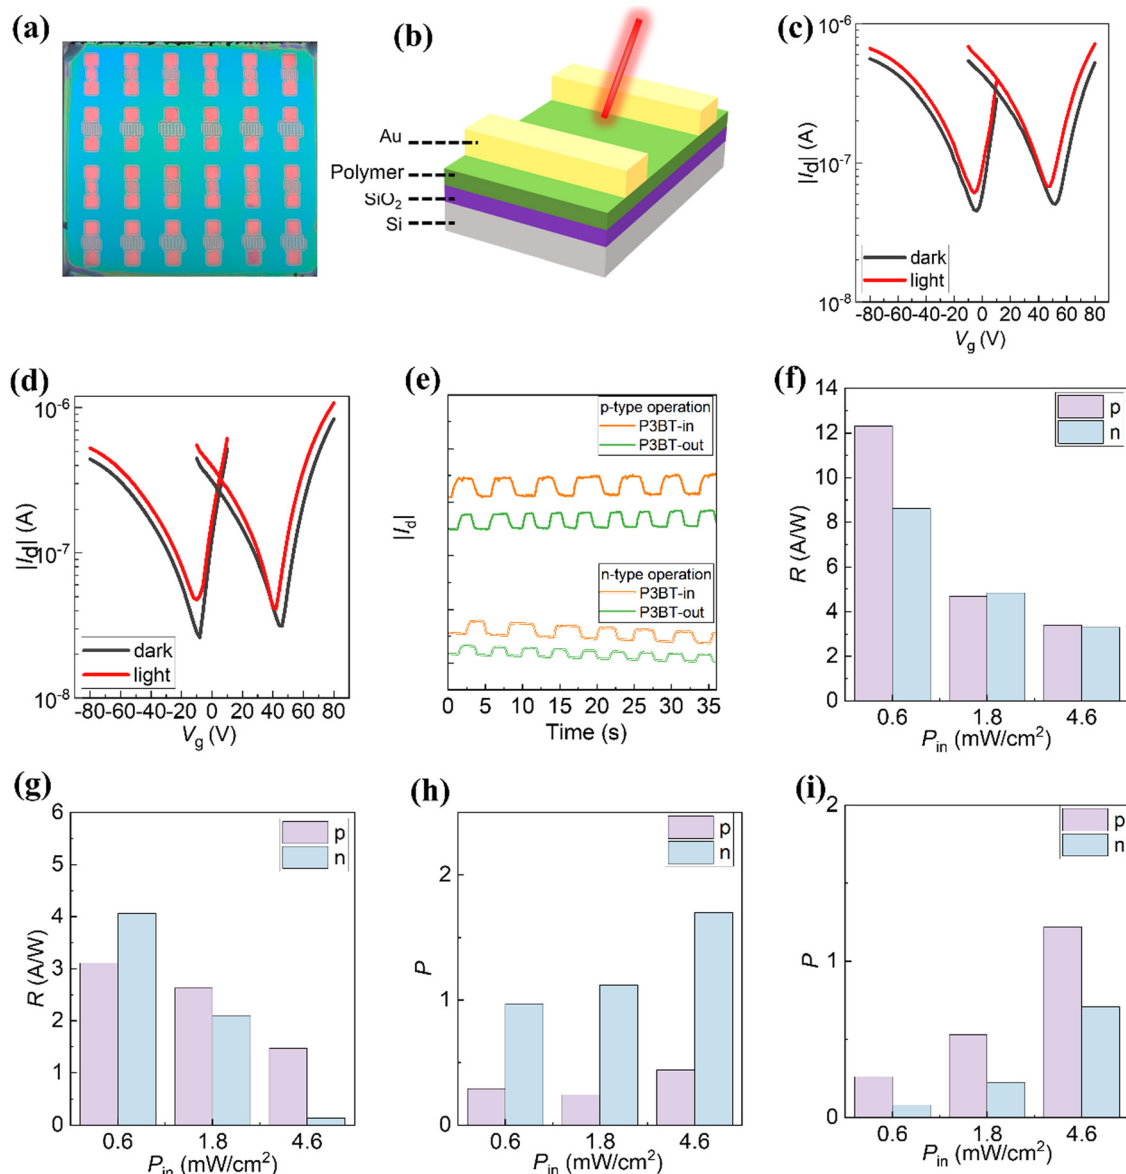 (a)
(b)
Au
Polymer
SiO₂
Si
(c)
10⁻⁶
10⁻⁷
10⁻⁸
|Id| (A)
dark
light
-80 -60 -40 -20 0 20 40 60 80
Vg (V)
(d)
10⁻⁶
10⁻⁷
10⁻⁸
|Id| (A)
dark
light
-80 -60 -40 -20 0 20 40 60 80
Vg (V)
(e)
|Id|
p-type operation
P3BT-in
P3BT-out
n-type operation
P3BT-in
P3BT-out
0 5 10 15 20 25 30 35
Time (s)
(f)
14
12
10
8
6
4
2
0
R (A/W)
p
n
0.6 1.8 4.6
Pin (mW/cm²)
(g)
6
5
4
3
2
1
0
R (A/W)
p
n
0.6 1.8 4.6
Pin (mW/cm²)
(h)
2
1
0
P
p
n
0.6 1.8 4.6
Pin (mW/cm²)
(i)
2
1
0
P
p
n
0.6 1.8 4.6
Pin (mW/cm²)